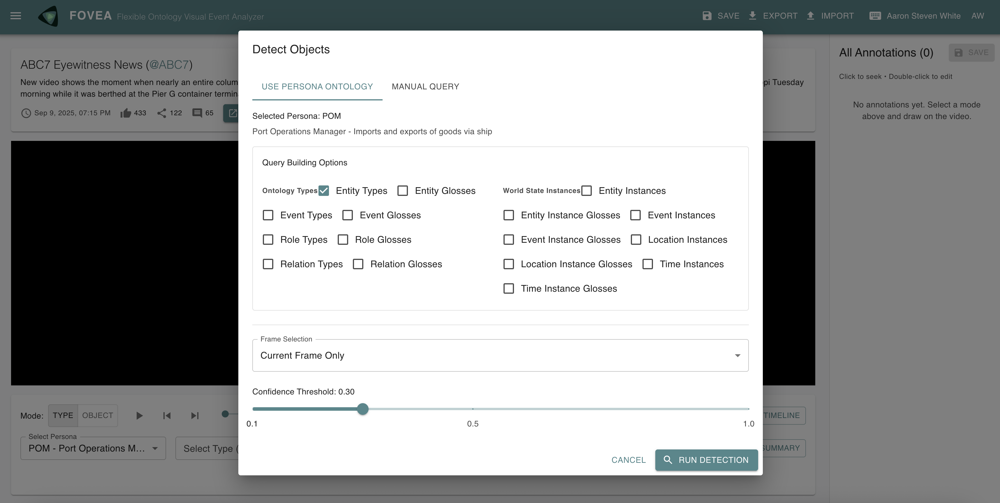 FOVEA Flexible Ontology Visual Event Analyzer SAVE EXPORT IMPORT Aaron Steven White AW
ABC7 Eyewitness News (@ABC7)
New video shows the moment when nearly an entire colum
pi Tuesday
morning while it was berthed at the Pier G container termin
Sep 9, 2025, 07:15 PM 433 122 65
All Annotations (0) SAVE
Click to seek • Double-click to edit
No annotations yet. Select a mode
above and draw on the video.
Detect Objects
USE PERSONA ONTOLOGY MANUAL QUERY
Selected Persona: POM
Port Operations Manager - Imports and exports of goods via ship
Query Building Options
Ontology Types Entity Types Entity Glosses
Event Types Event Glosses
Role Types Role Glosses
Relation Types Relation Glosses
World State Instances Entity Instances
Entity Instance Glosses Event Instances
Event Instance Glosses Location Instances
Location Instance Glosses Time Instances
Time Instance Glosses
Frame Selection
Current Frame Only
Confidence Threshold: 0.30
0.1 0.5 1.0
CANCEL RUN DETECTION
Mode: TYPE OBJECT TIMELINE
Select Persona
POM - Port Operations M... Select Type ( SUMMARY